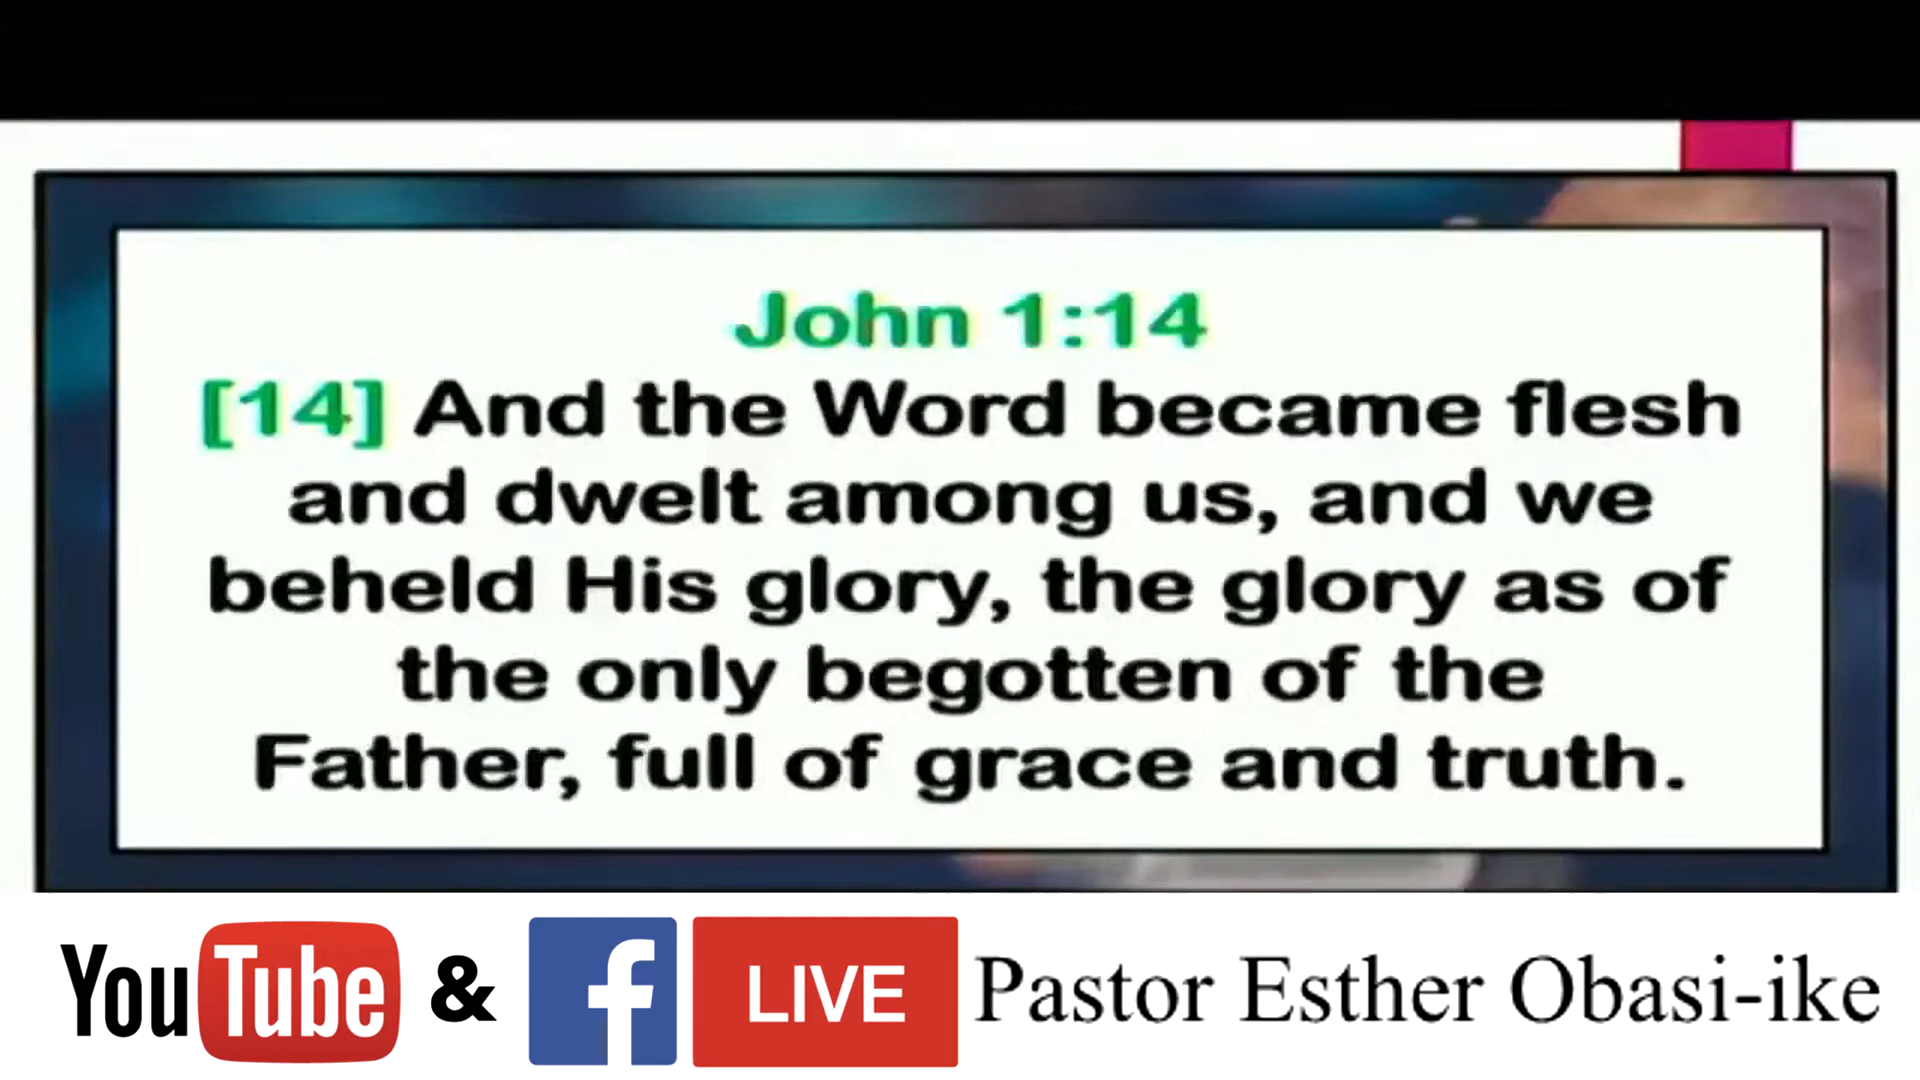 John 1:14
[14] And the Word became flesh
and dwelt among us, and we
beheld His glory, the glory as of
the only begotten of the
Father, full of grace and truth.
YouTube & f LIVE Pastor Esther Obasi-ike